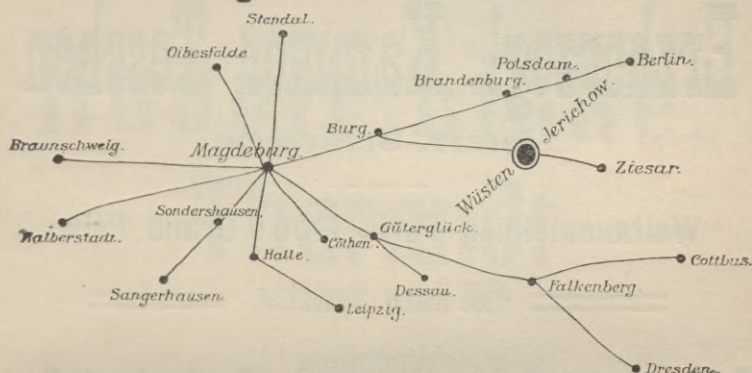 Stendal.
Oibesfelde
Potsdam.
Berlin.
Brandenburg.
Jerichow.
Burg.
Braunschweig.
Magdeburg.
Ziesar.
Wüsten
Sondershausen.
Halberstadt.
Güterglück.
Cöthen.
Halle.
Cottbus.
Dessau.
Falkenberg.
Sangerhausen.
Leipzig.
Dresden.